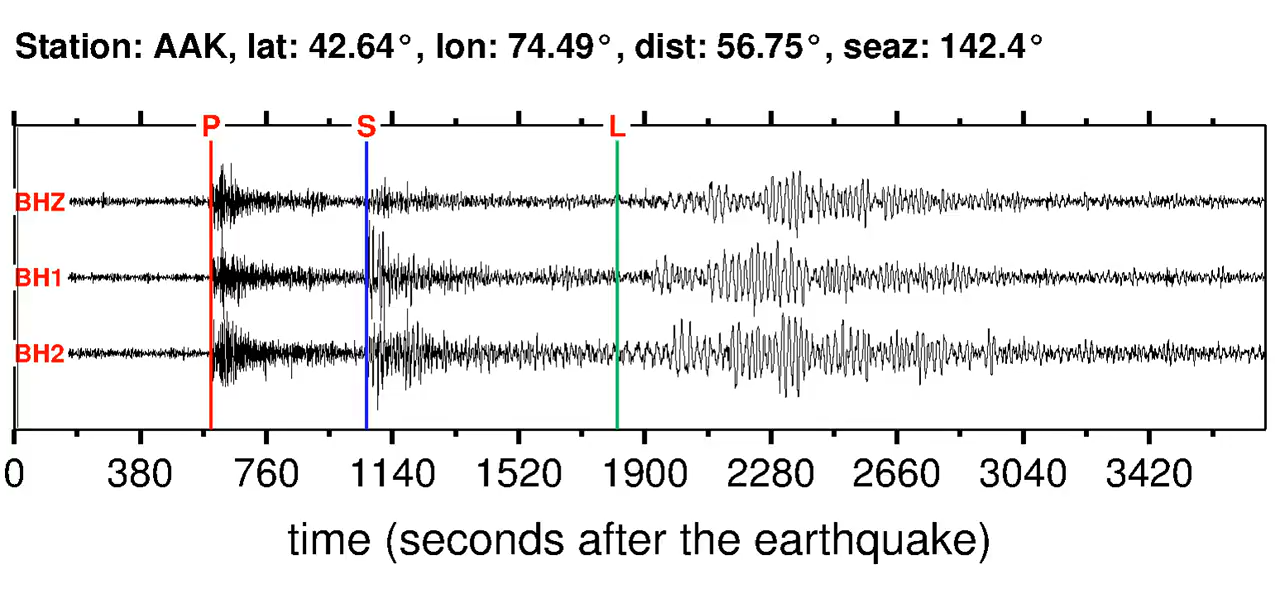 Station: AAK, lat: 42.64°, lon: 74.49°, dist: 56.75°, seaz: 142.4°
P S L
BHZ
BH1
BH2
0 380 760 1140 1520 1900 2280 2660 3040 3420
time (seconds after the earthquake)